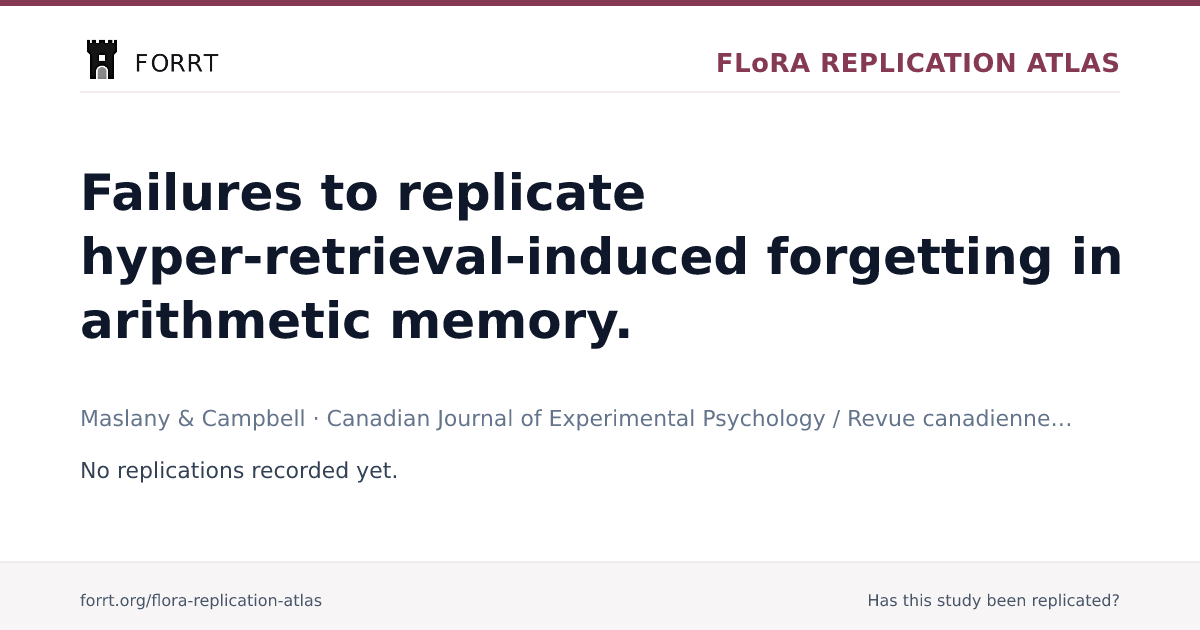 FORRT
FLoRA REPLICATION ATLAS
Failures to replicate
hyper-retrieval-induced forgetting in
arithmetic memory.
Maslany & Campbell · Canadian Journal of Experimental Psychology / Revue canadienne…
No replications recorded yet.
forrt.org/flora-replication-atlas
Has this study been replicated?